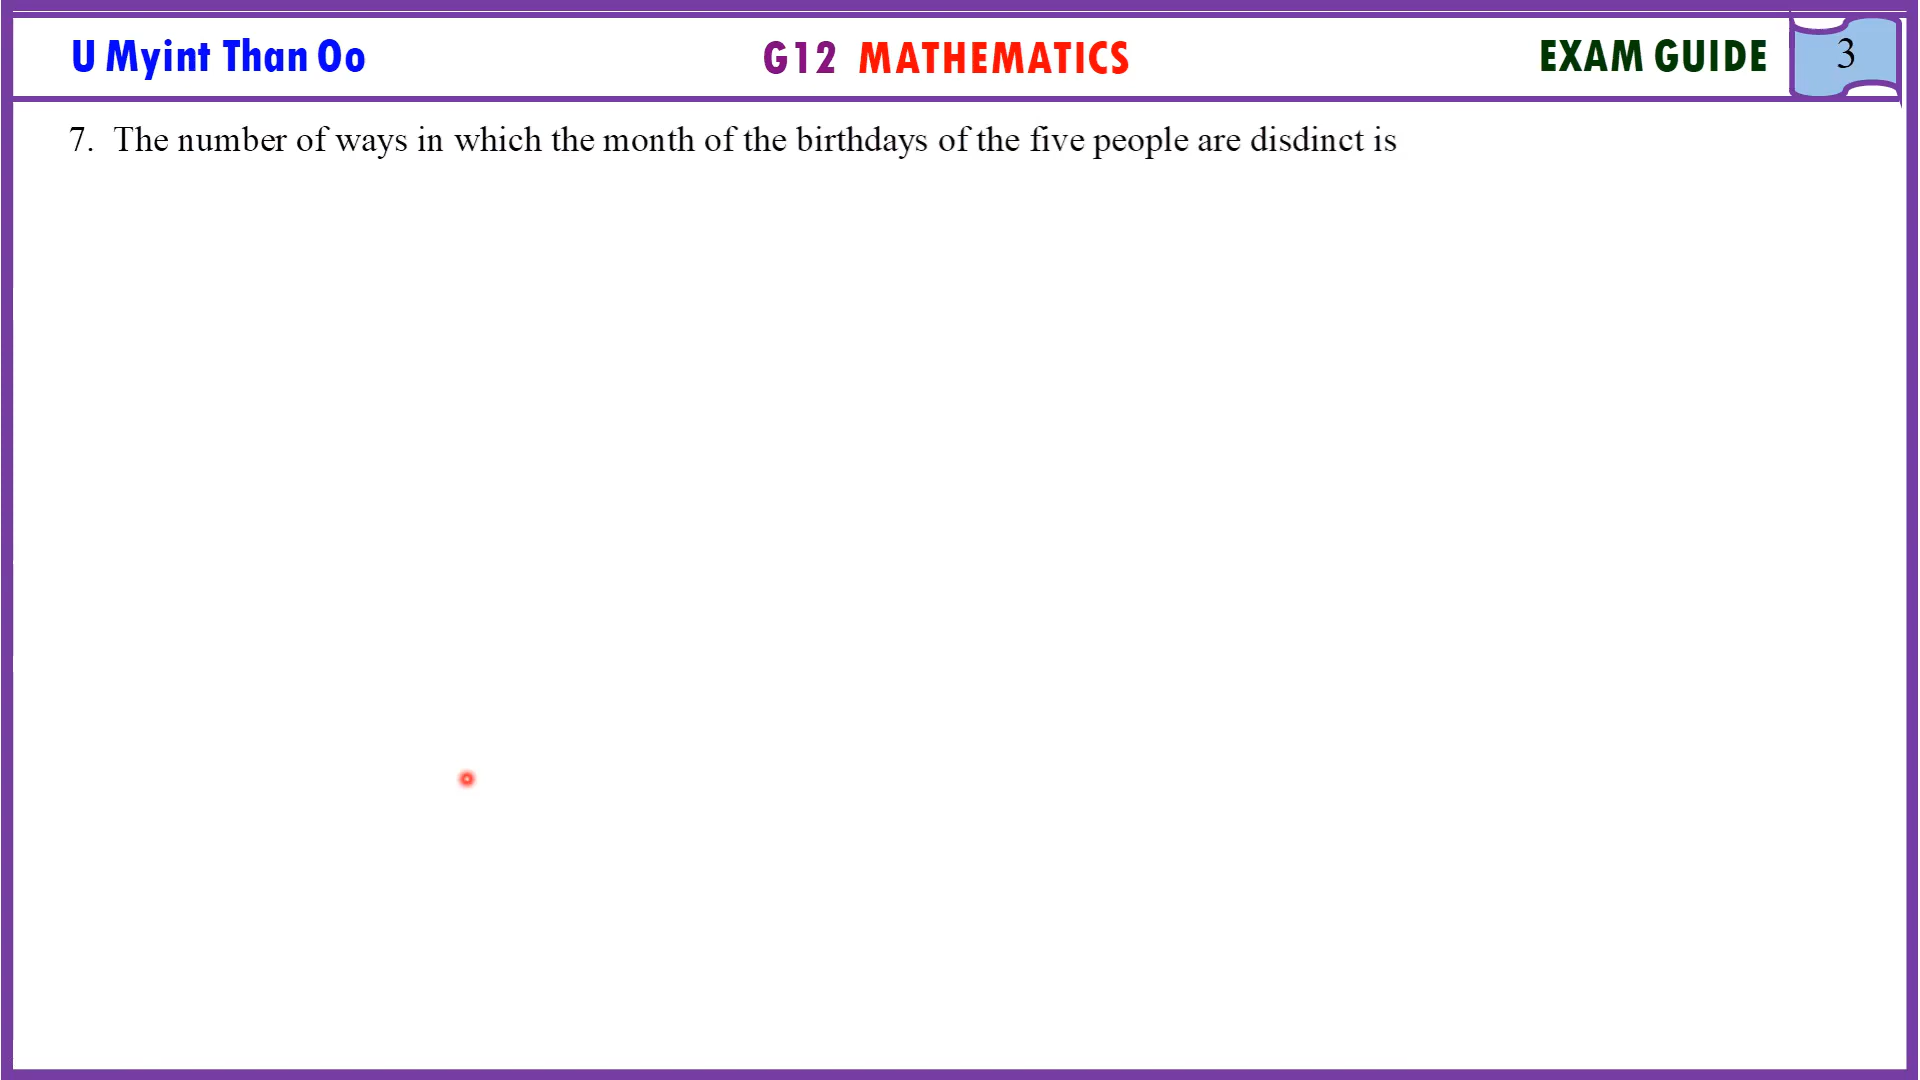 U Myint Than Oo
G12 MATHEMATICS
EXAM GUIDE
3
7. The number of ways in which the month of the birthdays of the five people are disdinct is